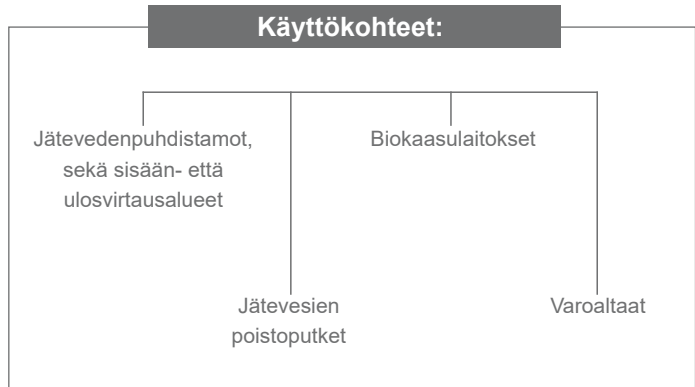 Käyttökohteet:
Jätevedenpuhdistamot,
sekä sisään- että
ulosvirtausalueet
Biokaasulaitokset
Jätevesien
poistoputket
Varoaltaat